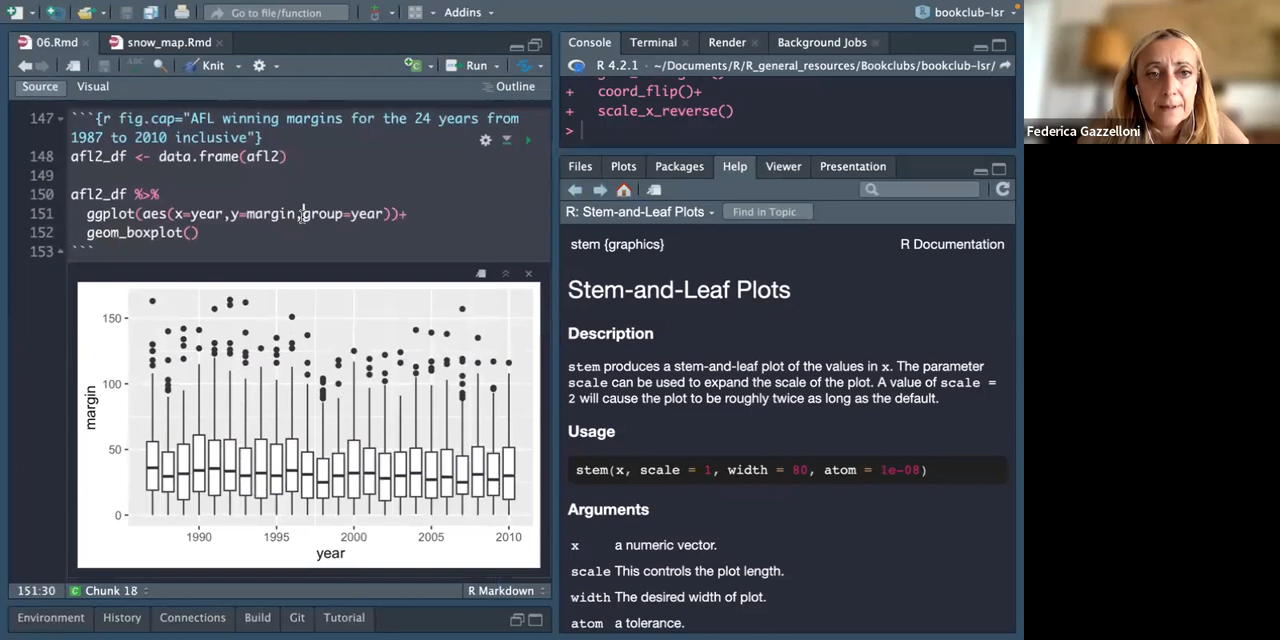 Go to file/function
Addins
bookclub-lsr
06.Rmd
snow_map.Rmd
ABC
Knit
Run
Source
Visual
Outline
147
```{r fig.cap="AFL winning margins for the 24 years from
1987 to 2010 inclusive"}
148
afl2_df <- data.frame(afl2)
149
150
afl2_df %>%
151
ggplot(aes(x=year,y=margin,group=year))+
152
geom_boxplot()
153
```
150
100
50
0
margin
1990
1995
2000
2005
2010
year
151:30
Chunk 18
R Markdown
Environment
History
Connections
Build
Git
Tutorial
Console
Terminal
Render
Background Jobs
R 4.2.1 · ~/Documents/R/R_general_resources/Bookclubs/bookclub-lsr/
+ coord_flip()+
+ scale_x_reverse()
>
Files
Plots
Packages
Help
Viewer
Presentation
R: Stem-and-Leaf Plots
Find in Topic
stem {graphics}
R Documentation
Stem-and-Leaf Plots
Description
stem produces a stem-and-leaf plot of the values in x. The parameter
scale can be used to expand the scale of the plot. A value of scale =
2 will cause the plot to be roughly twice as long as the default.
Usage
stem(x, scale = 1, width = 80, atom = 1e-08)
Arguments
x a numeric vector.
scale This controls the plot length.
width The desired width of plot.
atom a tolerance.
Federica Gazzelloni